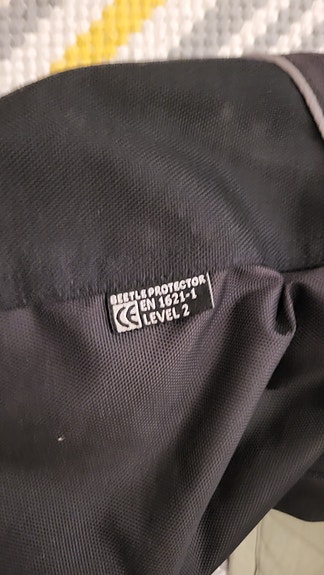 BEETLE PROTECTOR
CE EN 1621-1
LEVEL 2